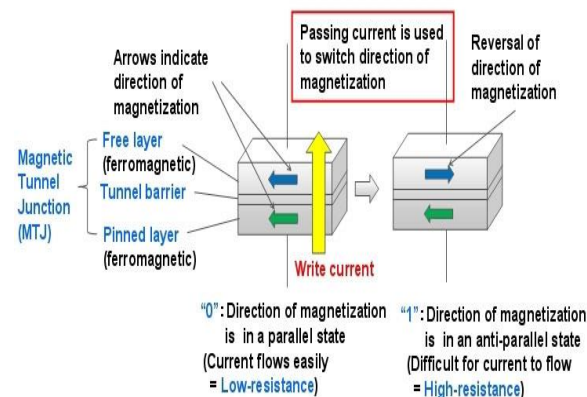 Passing current is used
to switch direction of
magnetization
Arrows indicate
direction of
magnetization
Reversal of
direction of
magnetization
Magnetic
Tunnel
Junction
(MTJ)
Free layer
(ferromagnetic)
Tunnel barrier
Pinned layer
(ferromagnetic)
Write current
“0”: Direction of magnetization
is in a parallel state
(Current flows easily
= Low-resistance)
“1”: Direction of magnetization
is in an anti-parallel state
(Difficult for current to flow
= High-resistance)